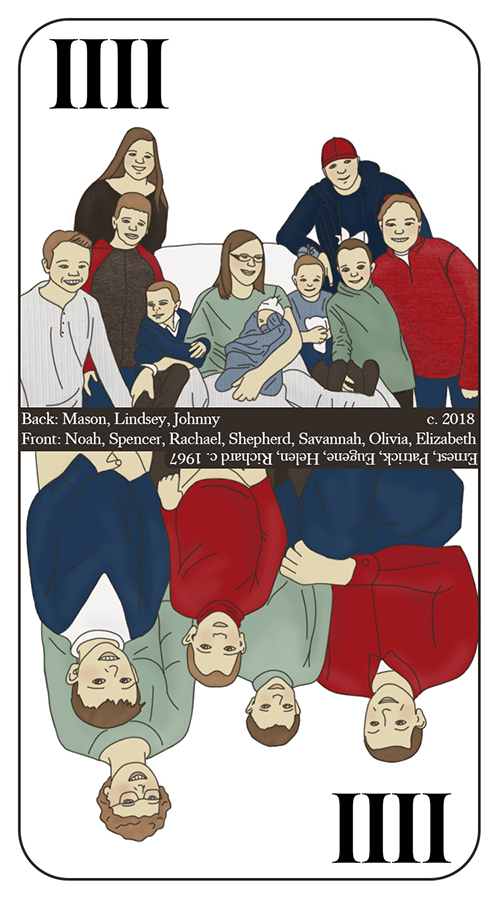 IIII
Back: Mason, Lindsey, Johnny c. 2018
Front: Noah, Spencer, Rachael, Shepherd, Savannah, Olivia, Elizabeth
Ernest, Patrick, Eugene, Helen, Richard c. 1967
IIII